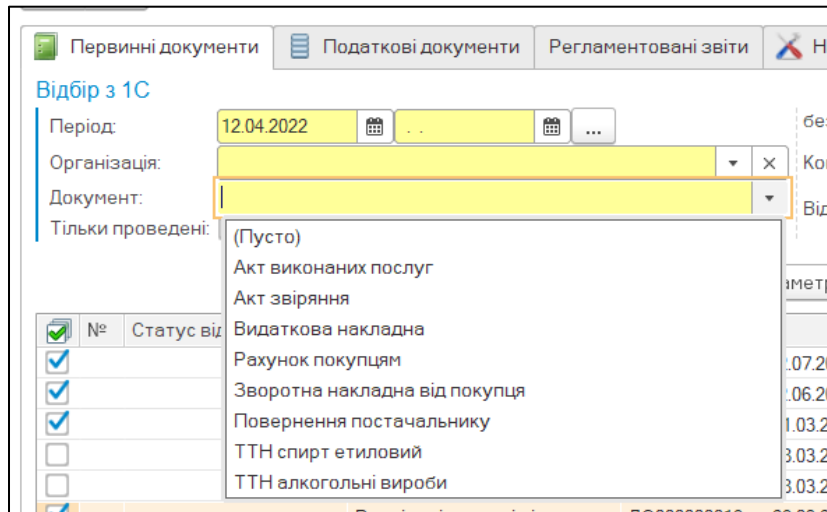 Первинні документи Податкові документи Регламентовані звіти Н
Відбір з 1С
Період: 12.04.2022 . . ...
Організація:
Документ:
Тільки проведені:
(Пусто)
Акт виконаних послуг
Акт звіряння
Видаткова накладна
Рахунок покупцям
Зворотна накладна від покупця
Повернення постачальнику
ТТН спирт етиловий
ТТН алкогольні вироби
№ Статус від